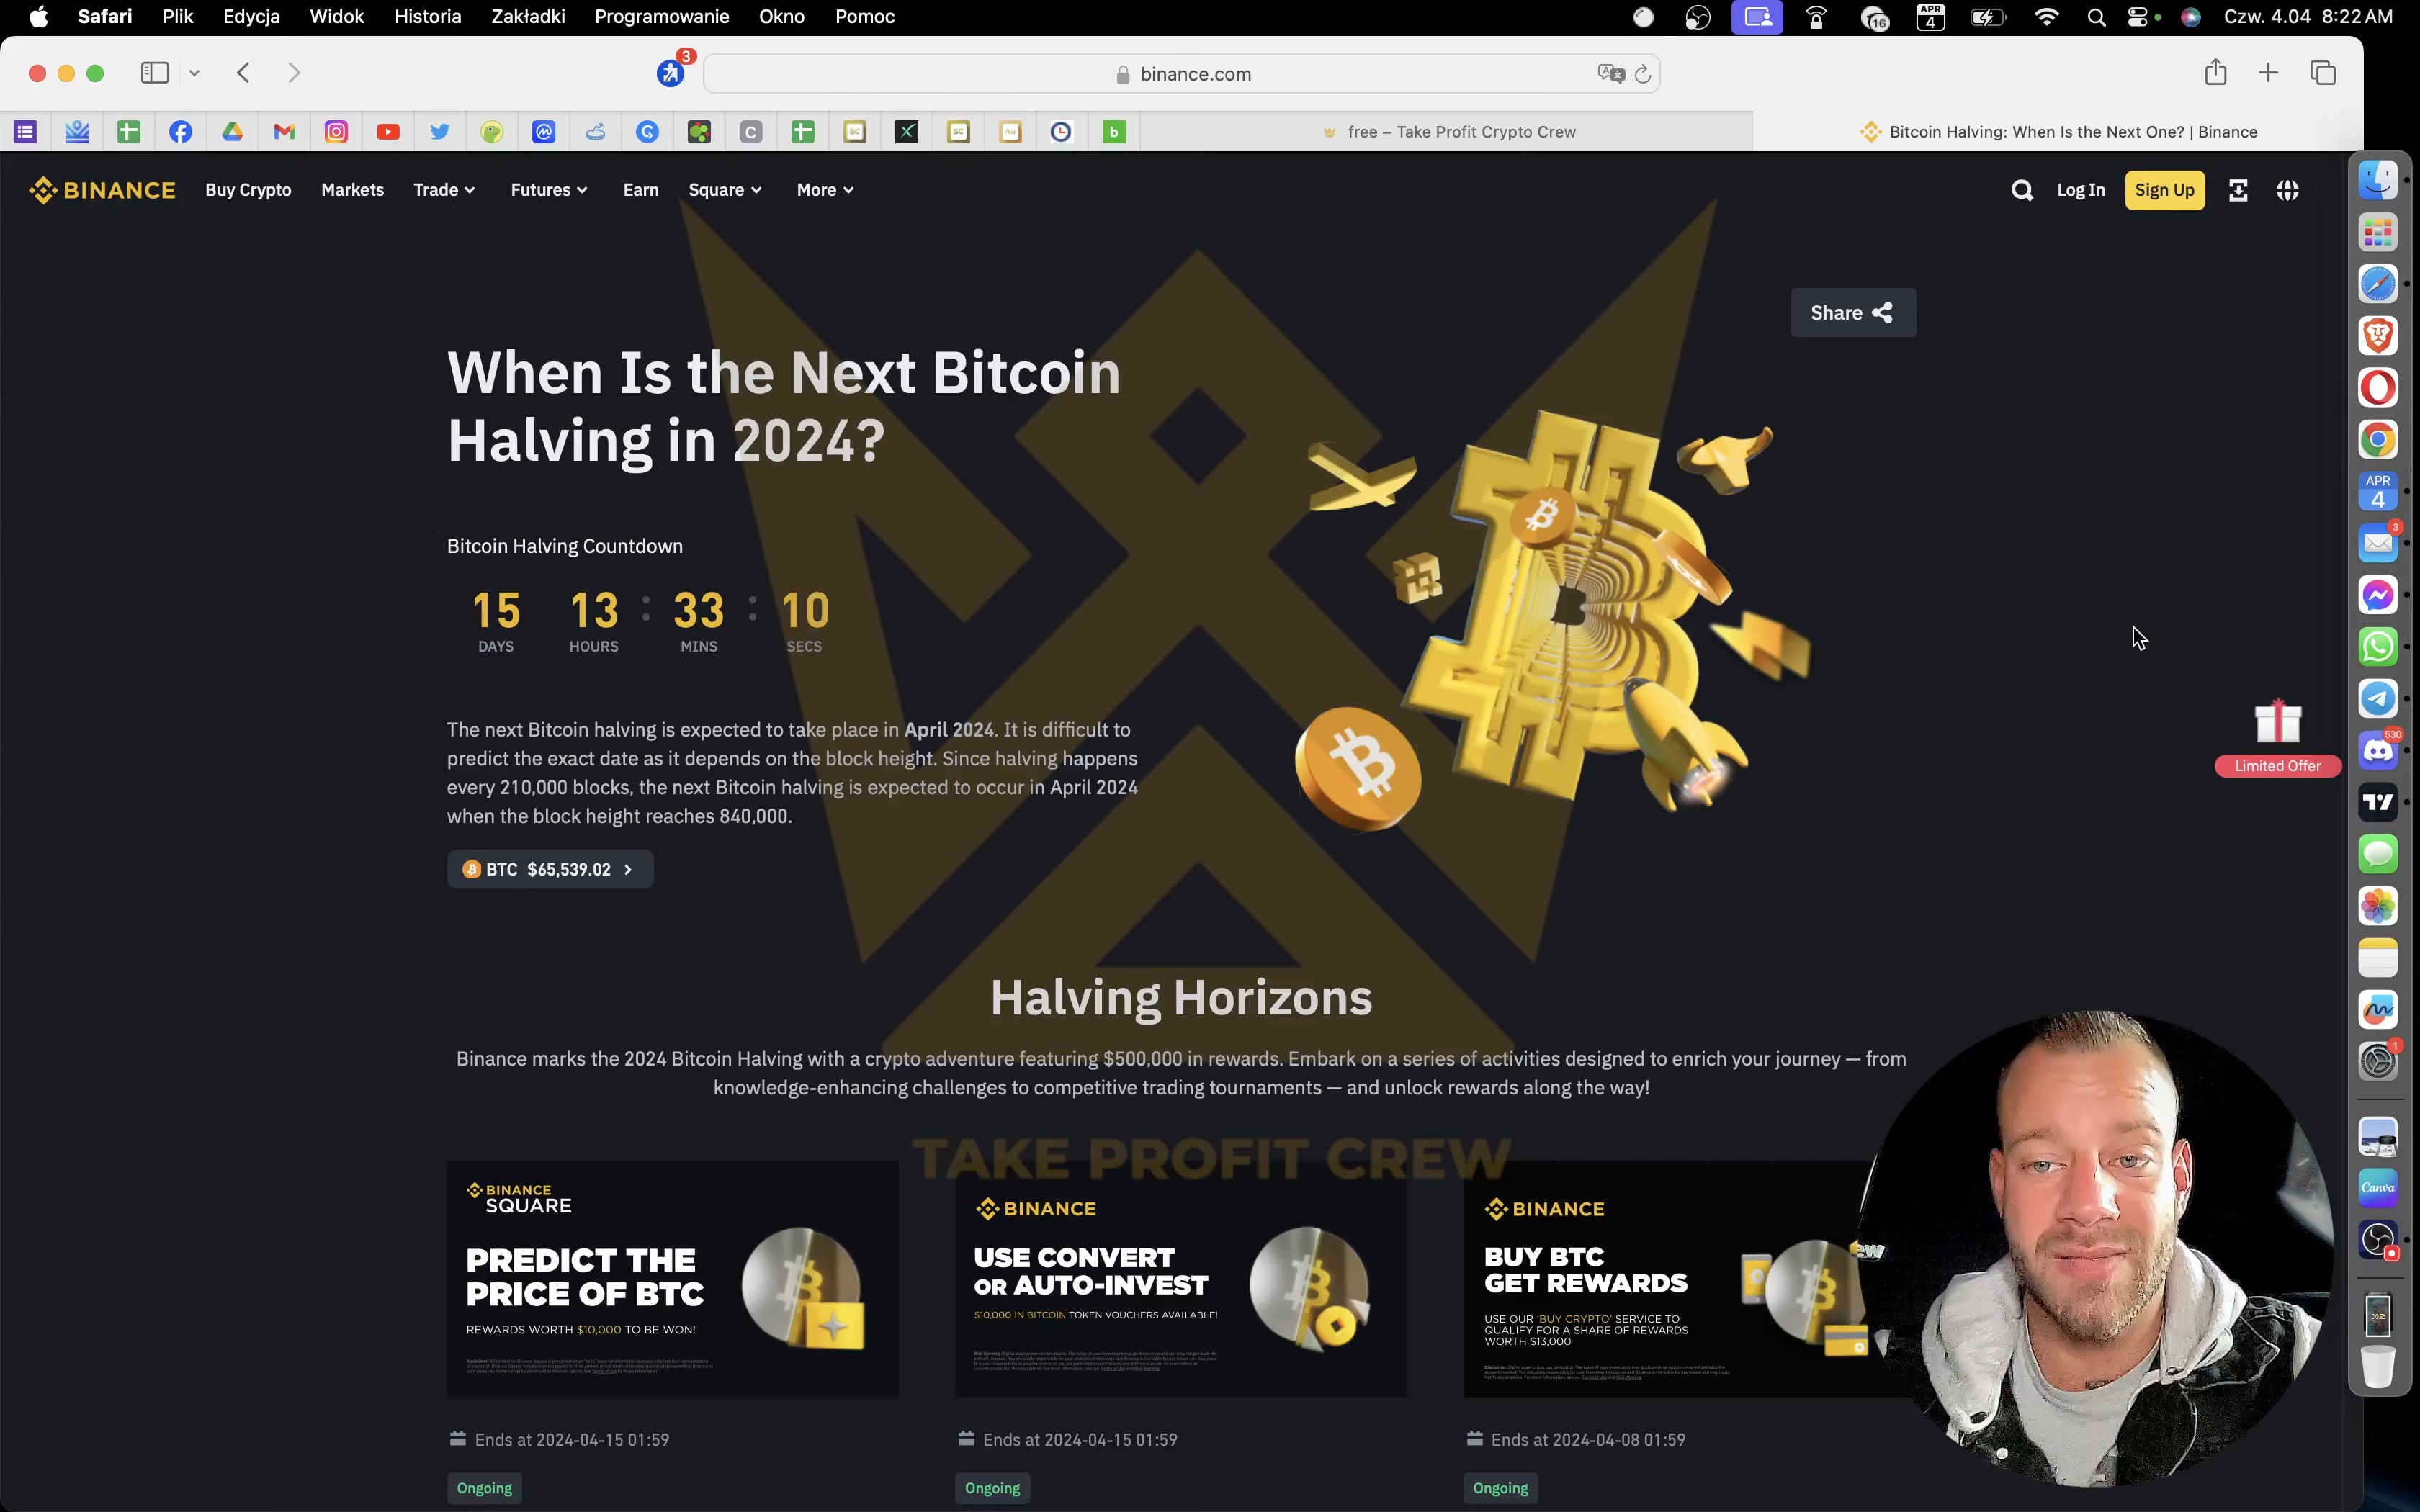 Safari Plik Edycja Widok Historia Zakładki Programowanie Okno Pomoc
16 APR 4 Czw. 4.04 8:22 AM
3 binance.com
free – Take Profit Crypto Crew
Bitcoin Halving: When Is the Next One? | Binance
BINANCE Buy Crypto Markets Trade Futures Earn Square More Log In Sign Up
Share
When Is the Next Bitcoin
Halving in 2024?
Bitcoin Halving Countdown
15 13 : 33 : 10
DAYS HOURS MINS SECS
The next Bitcoin halving is expected to take place in April 2024. It is difficult to
predict the exact date as it depends on the block height. Since halving happens
every 210,000 blocks, the next Bitcoin halving is expected to occur in April 2024
when the block height reaches 840,000.
BTC $65,539.02
Limited Offer
APR
4
3
530
1
Canva
Halving Horizons
Binance marks the 2024 Bitcoin Halving with a crypto adventure featuring $500,000 in rewards. Embark on a series of activities designed to enrich your journey — from
knowledge-enhancing challenges to competitive trading tournaments — and unlock rewards along the way!
TAKE PROFIT CREW
BINANCE
SQUARE
PREDICT THE
PRICE OF BTC
REWARDS WORTH $10,000 TO BE WON!
Ends at 2024-04-15 01:59
Ongoing
BINANCE
USE CONVERT
OR AUTO-INVEST
$10,000 IN BITCOIN TOKEN VOUCHERS AVAILABLE!
Ends at 2024-04-15 01:59
Ongoing
BINANCE
BUY BTC
GET REWARDS
USE OUR 'BUY CRYPTO' SERVICE TO
QUALIFY FOR A SHARE OF REWARDS
WORTH $13,000
Ends at 2024-04-08 01:59
Ongoing